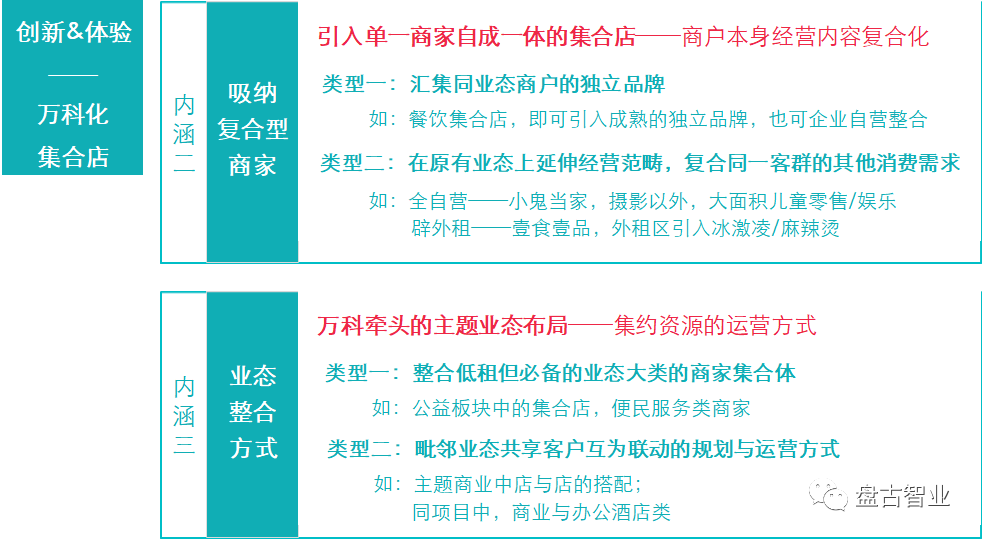 创新&体验
万科化
集合店
内涵二
吸纳
复合型
商家
引入单一商家自成一体的集合店——商户本身经营内容复合化
类型一：汇集同业态商户的独立品牌
如：餐饮集合店，即可引入成熟的独立品牌，也可企业自营整合
类型二：在原有业态上延伸经营范畴，复合同一客群的其他消费需求
如：全自营——小鬼当家，摄影以外，大面积儿童零售/娱乐
辟外租——壹食壹品，外租区引入冰激凌/麻辣烫
内涵三
业态
整合
方式
万科牵头的主题业态布局——集约资源的运营方式
类型一：整合低租但必备的业态大类的商家集合体
如：公益板块中的集合店，便民服务类商家
类型二：毗邻业态共享客户互为联动的规划与运营方式
如：主题商业中店与店的搭配；
同项目中，商业与办公酒店类
盘古智业